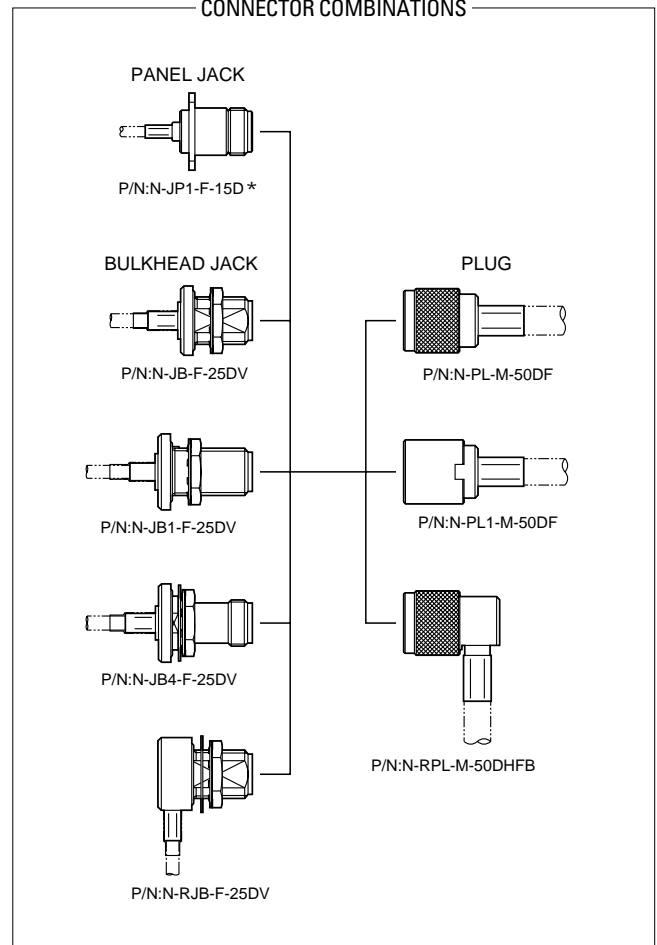 CONNECTOR COMBINATIONS
PANEL JACK
P/N:N-JP1-F-15D *
BULKHEAD JACK
P/N:N-JB-F-25DV
P/N:N-JB1-F-25DV
P/N:N-JB4-F-25DV
P/N:N-RJB-F-25DV
PLUG
P/N:N-PL-M-50DF
P/N:N-PL1-M-50DF
P/N:N-RPL-M-50DHFB